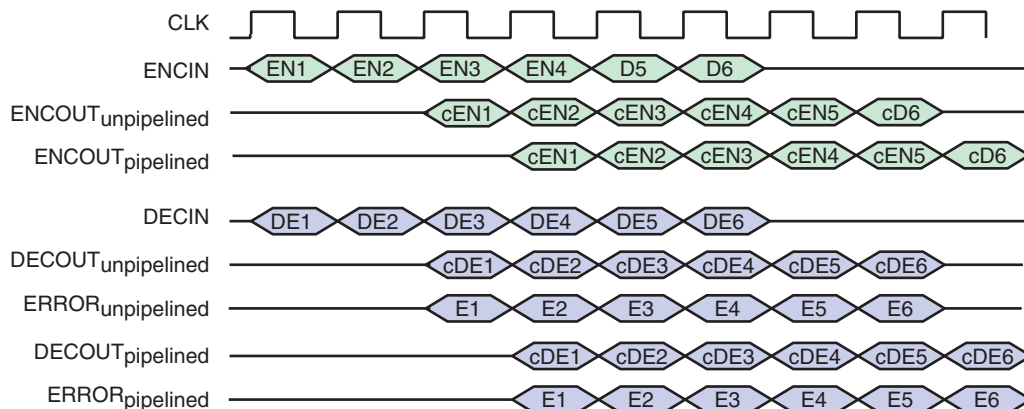 CLK
ENCIN EN1 EN2 EN3 EN4 D5 D6
ENCOUTunpipelined cEN1 cEN2 cEN3 cEN4 cEN5 cD6
ENCOUTpipelined cEN1 cEN2 cEN3 cEN4 cEN5 cD6
DECIN DE1 DE2 DE3 DE4 DE5 DE6
DECOUTunpipelined cDE1 cDE2 cDE3 cDE4 cDE5 cDE6
ERRORunpipelined E1 E2 E3 E4 E5 E6
DECOUTpipelined cDE1 cDE2 cDE3 cDE4 cDE5 cDE6
ERRORpipelined E1 E2 E3 E4 E5 E6